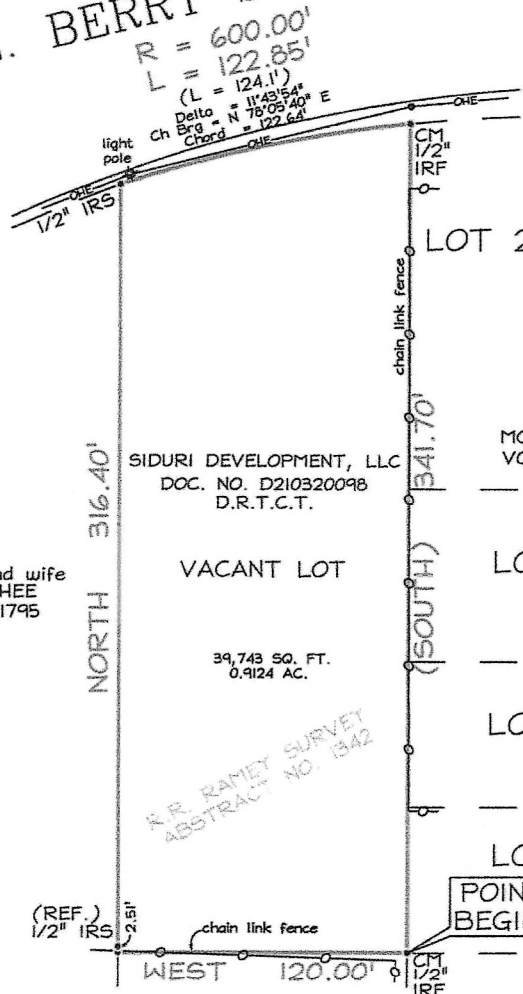 . BERRY
R = 600.00'
L = 122.85'
(L = 124.1')
Delta = 11°43'54"
Ch Brg = N 78°05'40" E
Chord = 122.64'
OHE
light
pole
OHE
OHE
1/2" IRS
CM
1/2"
IRF
LOT 2
chain link fence
341.70'
(SOUTH)
NORTH 316.40'
SIDURI DEVELOPMENT, LLC
DOC. NO. D210320098
D.R.T.C.T.
MO
VO
VACANT LOT
nd wife
HEE
1795
LO
39,743 SQ. FT.
0.9124 AC.
R.R. RAMEY SURVEY
ABSTRACT NO. 1342
LO
LO
POIN
BEGI
(REF.)
1/2" IRS
2.51'
chain link fence
WEST 120.00'
CM
1/2"
IRF